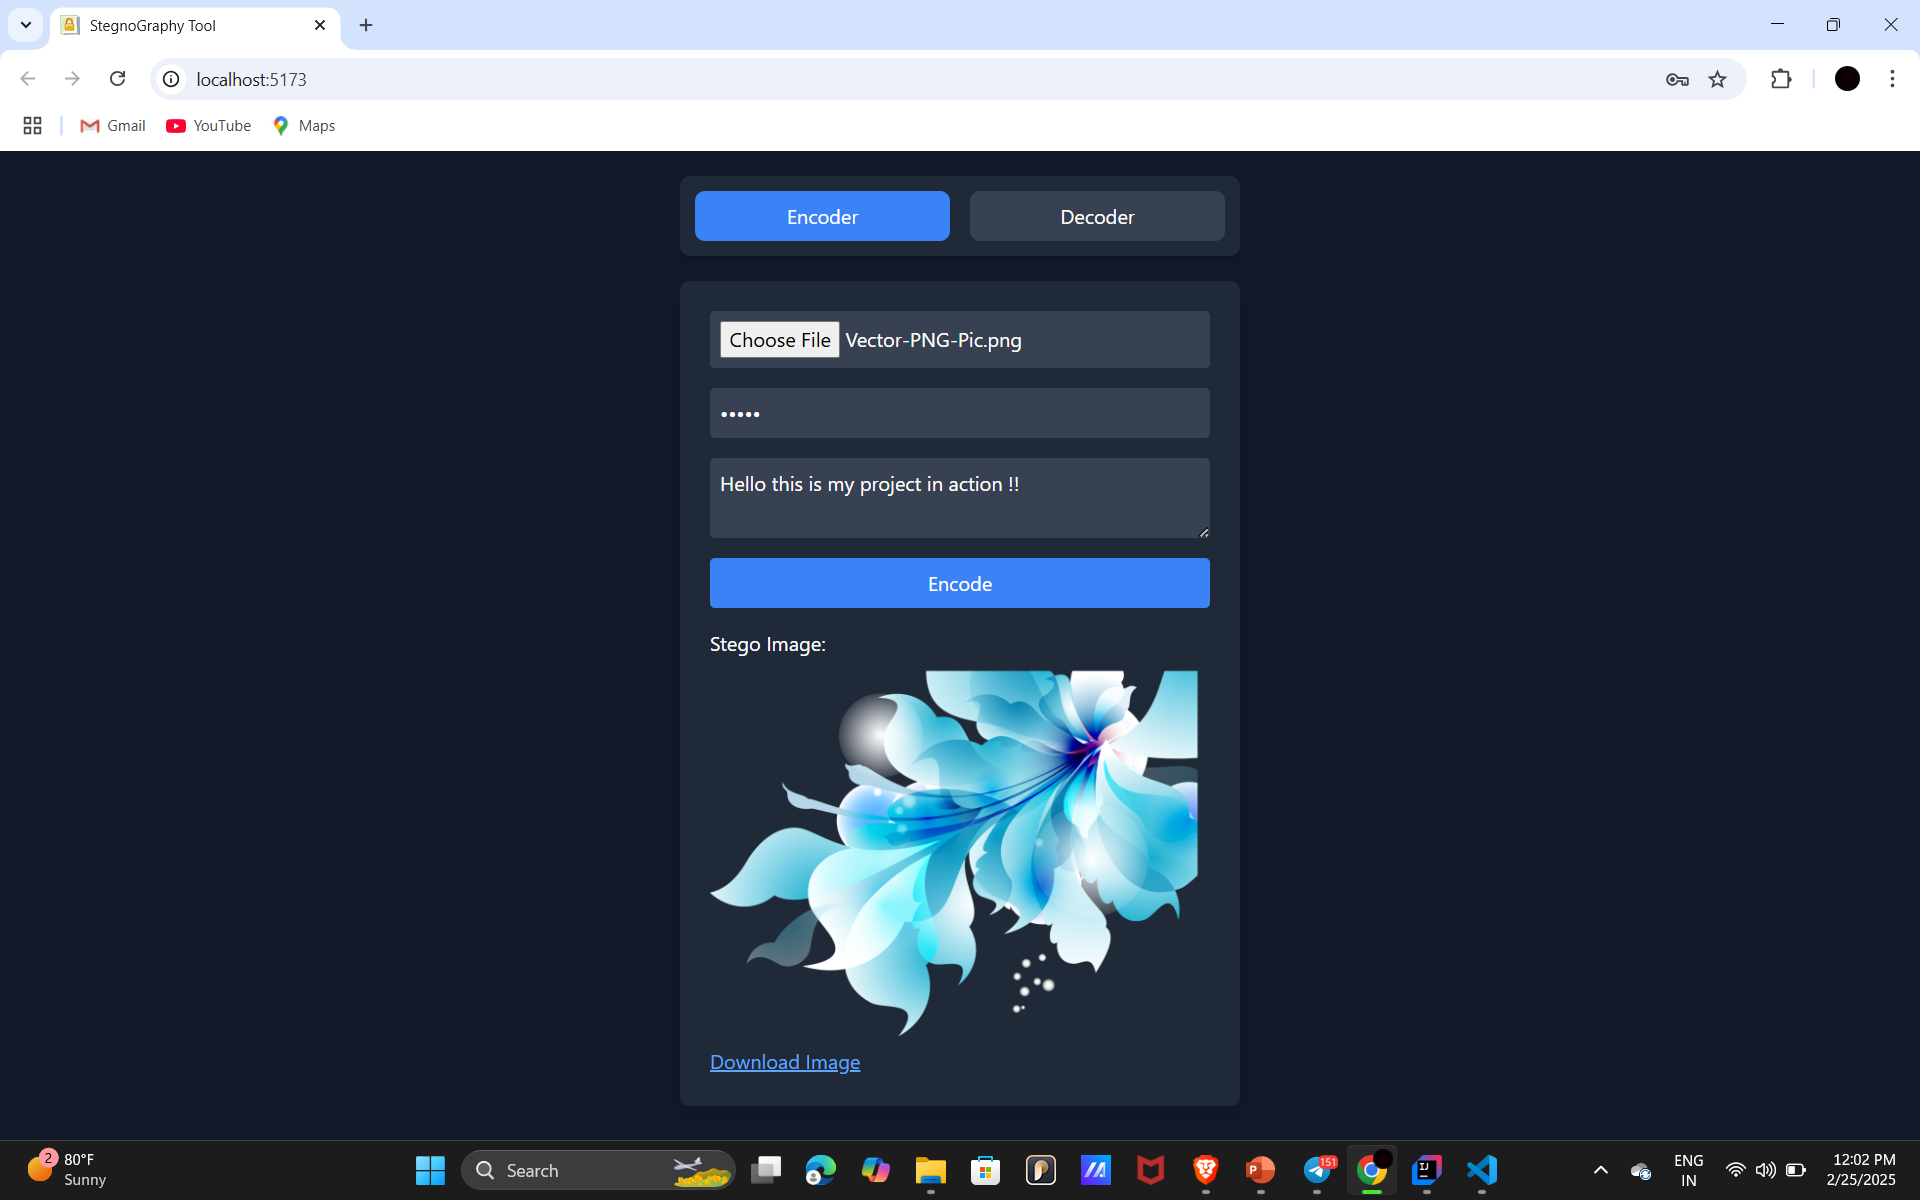 StegnoGraphy Tool
localhost:5173
Gmail YouTube Maps
Encoder Decoder
Choose File Vector-PNG-Pic.png
•••••
Hello this is my project in action !!
Encode
Stego Image:
Download Image
2 80°F
Sunny
Search
P
151
IJ
ENG
IN
12:02 PM
2/25/2025